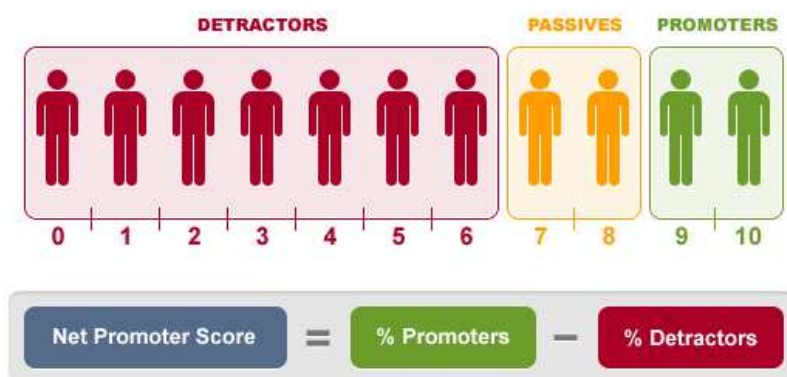 DETRACTORS PASSIVES PROMOTERS
0 1 2 3 4 5 6 7 8 9 10
Net Promoter Score = % Promoters − % Detractors